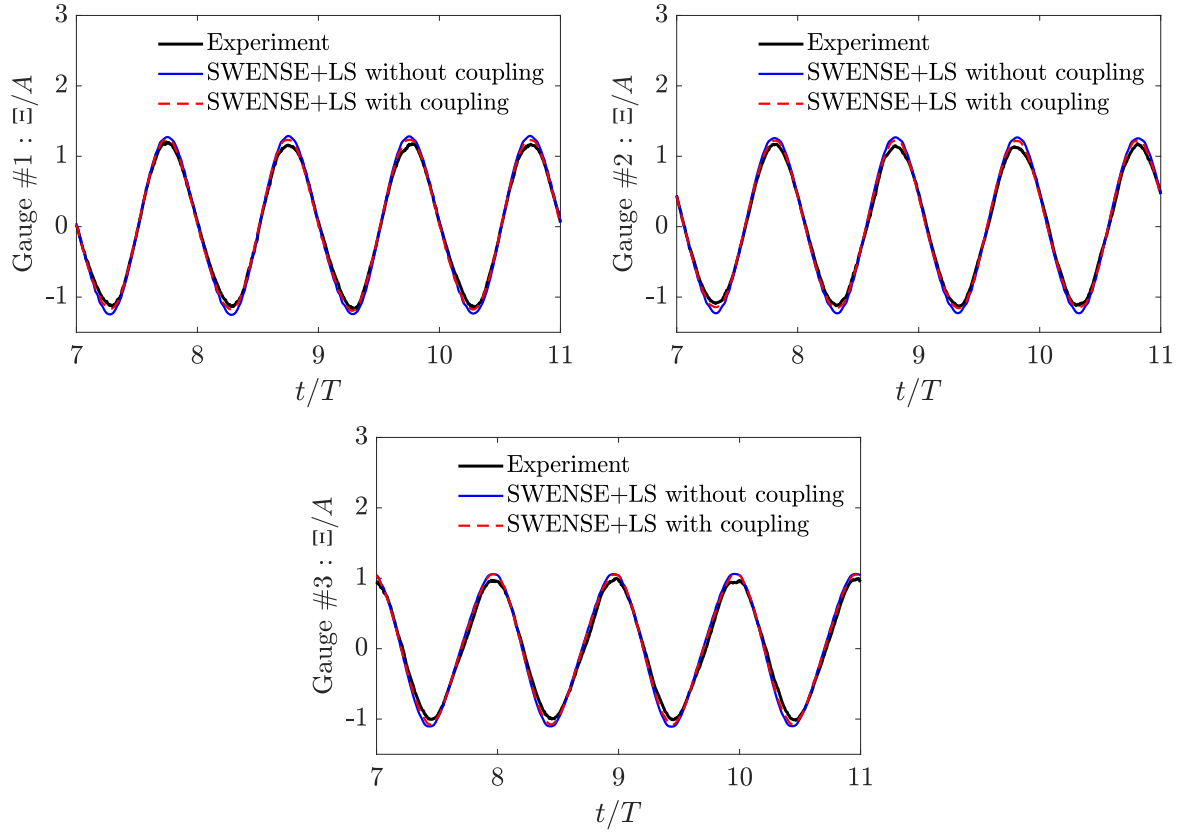 3
Experiment
SWENSE+LS without coupling
SWENSE+LS with coupling
2
1
0
-1
Gauge #1 : Ξ/A
7 8 9 10 11
t/T
3
Experiment
SWENSE+LS without coupling
SWENSE+LS with coupling
2
1
0
-1
Gauge #2 : Ξ/A
7 8 9 10 11
t/T
3
Experiment
SWENSE+LS without coupling
SWENSE+LS with coupling
2
1
0
-1
Gauge #3 : Ξ/A
7 8 9 10 11
t/T